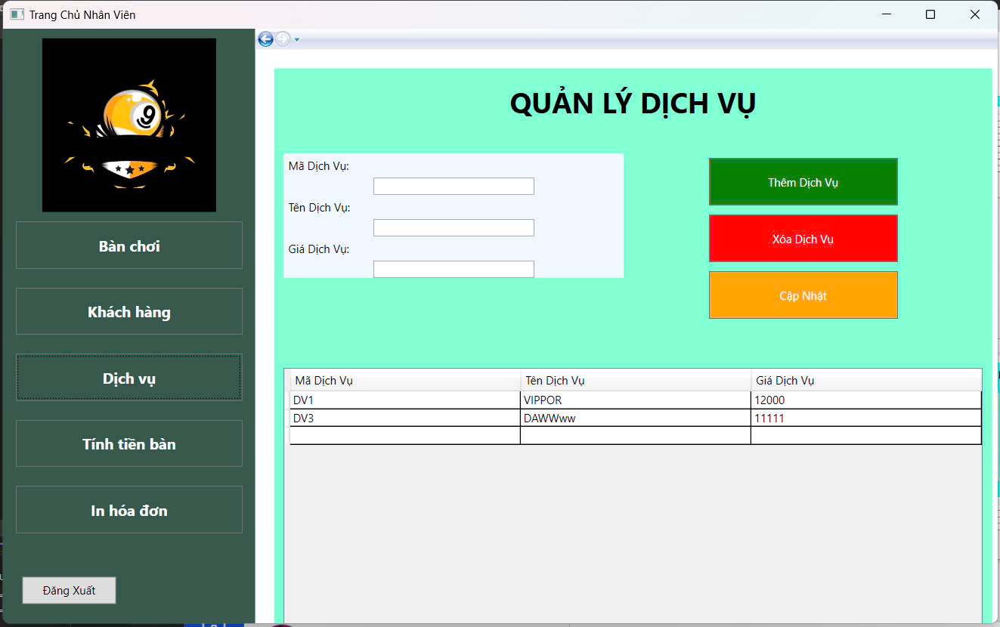 Trang Chủ Nhân Viên
9
Bàn chơi
Khách hàng
Dịch vụ
Tính tiền bàn
In hóa đơn
Đăng Xuất
QUẢN LÝ DỊCH VỤ
Mã Dịch Vụ:
Tên Dịch Vụ:
Giá Dịch Vụ:
Thêm Dịch Vụ
Xóa Dịch Vụ
Cập Nhật
Mã Dịch Vụ Tên Dịch Vụ Giá Dịch Vụ
DV1 VIPPOR 12000
DV3 DAWWww 11111